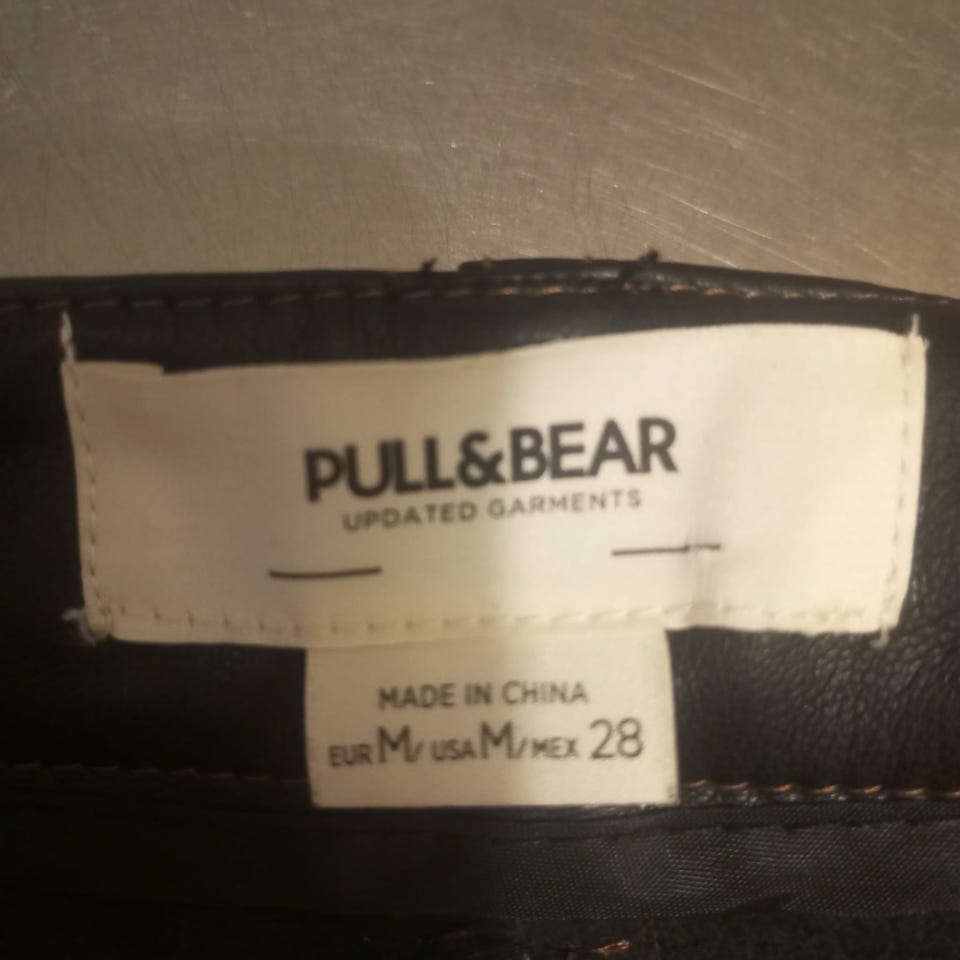 PULL&BEAR
UPDATED GARMENTS
MADE IN CHINA
EUR M/ USA M/ MEX 28